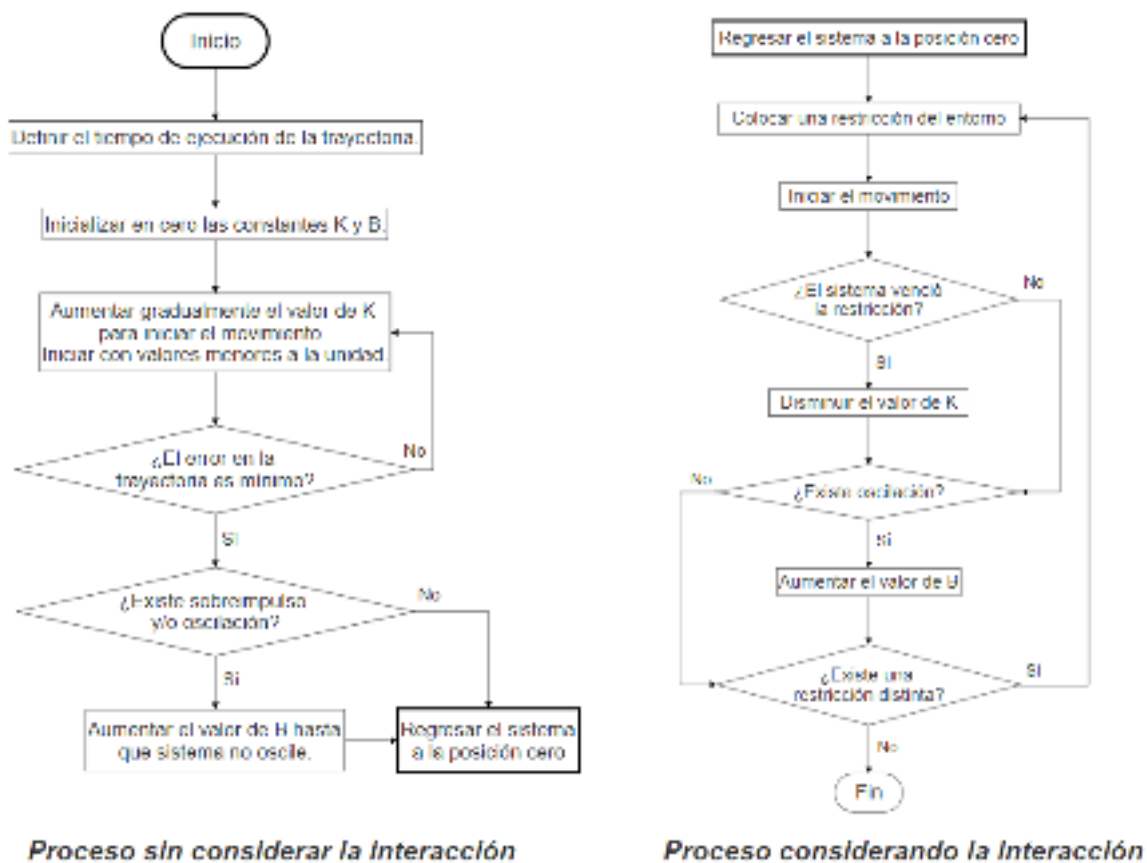 Inicio
Definir el tiempo de ejecución de la trayectoria.
Inicializar en cero las constantes K y B.
Aumentar gradualmente el valor de K
para iniciar el movimiento
Iniciar con valores menores a la unidad.
¿El error en la
trayectoria es mínimo?
No
Si
¿Existe sobreimpulso
y/o oscilación?
No
Si
Aumentar el valor de B hasta
que sistema no oscile.
Regresar el sistema
a la posición cero
Proceso sin considerar la interacción
Regresar el sistema a la posición cero
Colocar una restricción del entorno
Iniciar el movimiento
¿El sistema venció
la restricción?
No
Si
Disminuir el valor de K
¿Existe oscilación?
No
Si
Aumentar el valor de B
¿Existe una
restricción distinta?
Si
No
Fin
Proceso considerando la interacción